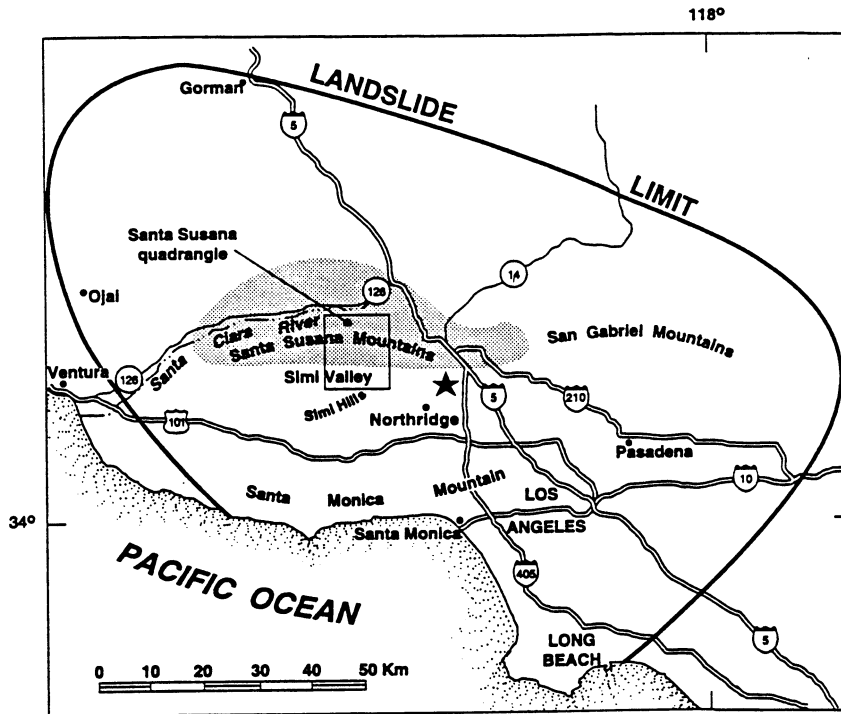 118°
LANDSLIDE
Gorman
5
LIMIT
Santa Susana
quadrangle
14
126
Ojai
Santa Clara River
Santa Susana Mountains
San Gabriel Mountains
Ventura
126
Simi Valley
Simi Hills
5
210
Northridge
101
Pasadena
10
Santa Monica Mountain
LOS
ANGELES
34°
Santa Monica
PACIFIC OCEAN
405
LONG
BEACH
5
0 10 20 30 40 50 Km